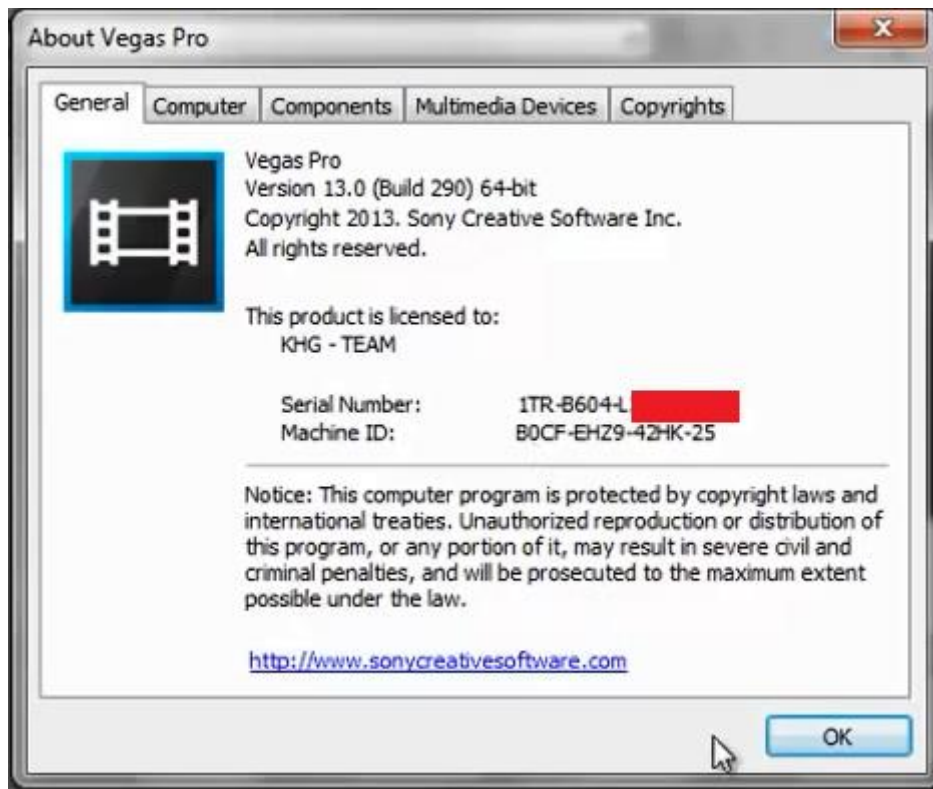 About Vegas Pro
General Computer Components Multimedia Devices Copyrights
Vegas Pro
Version 13.0 (Build 290) 64-bit
Copyright 2013. Sony Creative Software Inc.
All rights reserved.
This product is licensed to:
KHG - TEAM
Serial Number: 1TR-B604-L
Machine ID: B0CF-EHZ9-42HK-25
Notice: This computer program is protected by copyright laws and
international treaties. Unauthorized reproduction or distribution of
this program, or any portion of it, may result in severe civil and
criminal penalties, and will be prosecuted to the maximum extent
possible under the law.
http://www.sonycreativesoftware.com
OK